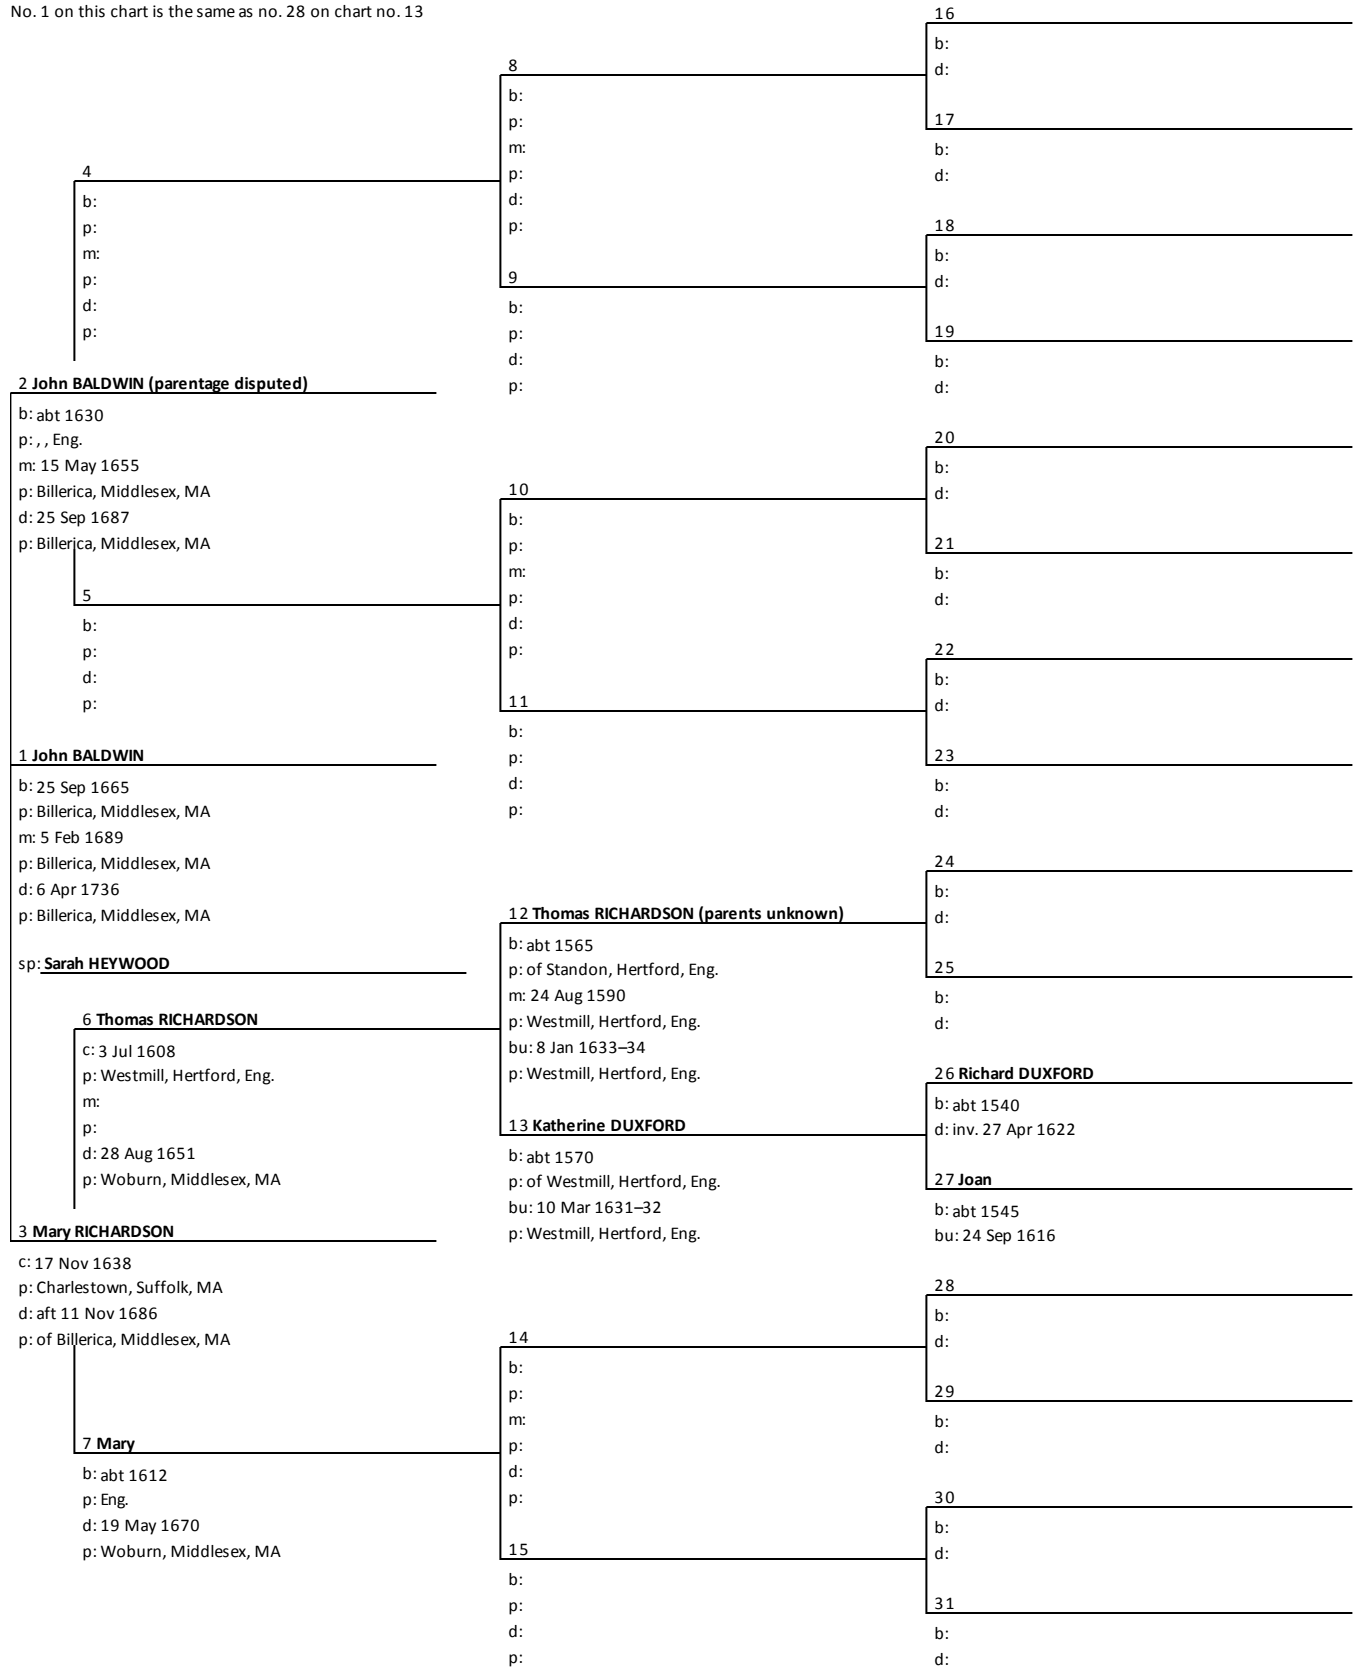 No. 1 on this chart is the same as no. 28 on chart no. 13
4
b:
p:
m:
p:
d:
p:
2 John BALDWIN (parentage disputed)
b: abt 1630
p: , , Eng.
m: 15 May 1655
p: Billerica, Middlesex, MA
d: 25 Sep 1687
p: Billerica, Middlesex, MA
5
b:
p:
d:
p:
1 John BALDWIN
b: 25 Sep 1665
p: Billerica, Middlesex, MA
m: 5 Feb 1689
p: Billerica, Middlesex, MA
d: 6 Apr 1736
p: Billerica, Middlesex, MA
sp: Sarah HEYWOOD
6 Thomas RICHARDSON
c: 3 Jul 1608
p: Westmill, Hertford, Eng.
m:
p:
d: 28 Aug 1651
p: Woburn, Middlesex, MA
3 Mary RICHARDSON
c: 17 Nov 1638
p: Charlestown, Suffolk, MA
d: aft 11 Nov 1686
p: of Billerica, Middlesex, MA
7 Mary
b: abt 1612
p: Eng.
d: 19 May 1670
p: Woburn, Middlesex, MA
8
b:
p:
m:
p:
d:
p:
9
b:
p:
d:
p:
10
b:
p:
m:
p:
d:
p:
11
b:
p:
d:
p:
12 Thomas RICHARDSON (parents unknown)
b: abt 1565
p: of Standon, Hertford, Eng.
m: 24 Aug 1590
p: Westmill, Hertford, Eng.
bu: 8 Jan 1633–34
p: Westmill, Hertford, Eng.
13 Katherine DUXFORD
b: abt 1570
p: of Westmill, Hertford, Eng.
bu: 10 Mar 1631–32
p: Westmill, Hertford, Eng.
14
b:
p:
m:
p:
d:
p:
15
b:
p:
d:
p:
16
b:
d:
17
b:
d:
18
b:
d:
19
b:
d:
20
b:
d:
21
b:
d:
22
b:
d:
23
b:
d:
24
b:
d:
25
b:
d:
26 Richard DUXFORD
b: abt 1540
d: inv. 27 Apr 1622
27 Joan
b: abt 1545
bu: 24 Sep 1616
28
b:
d:
29
b:
d:
30
b:
d:
31
b:
d: